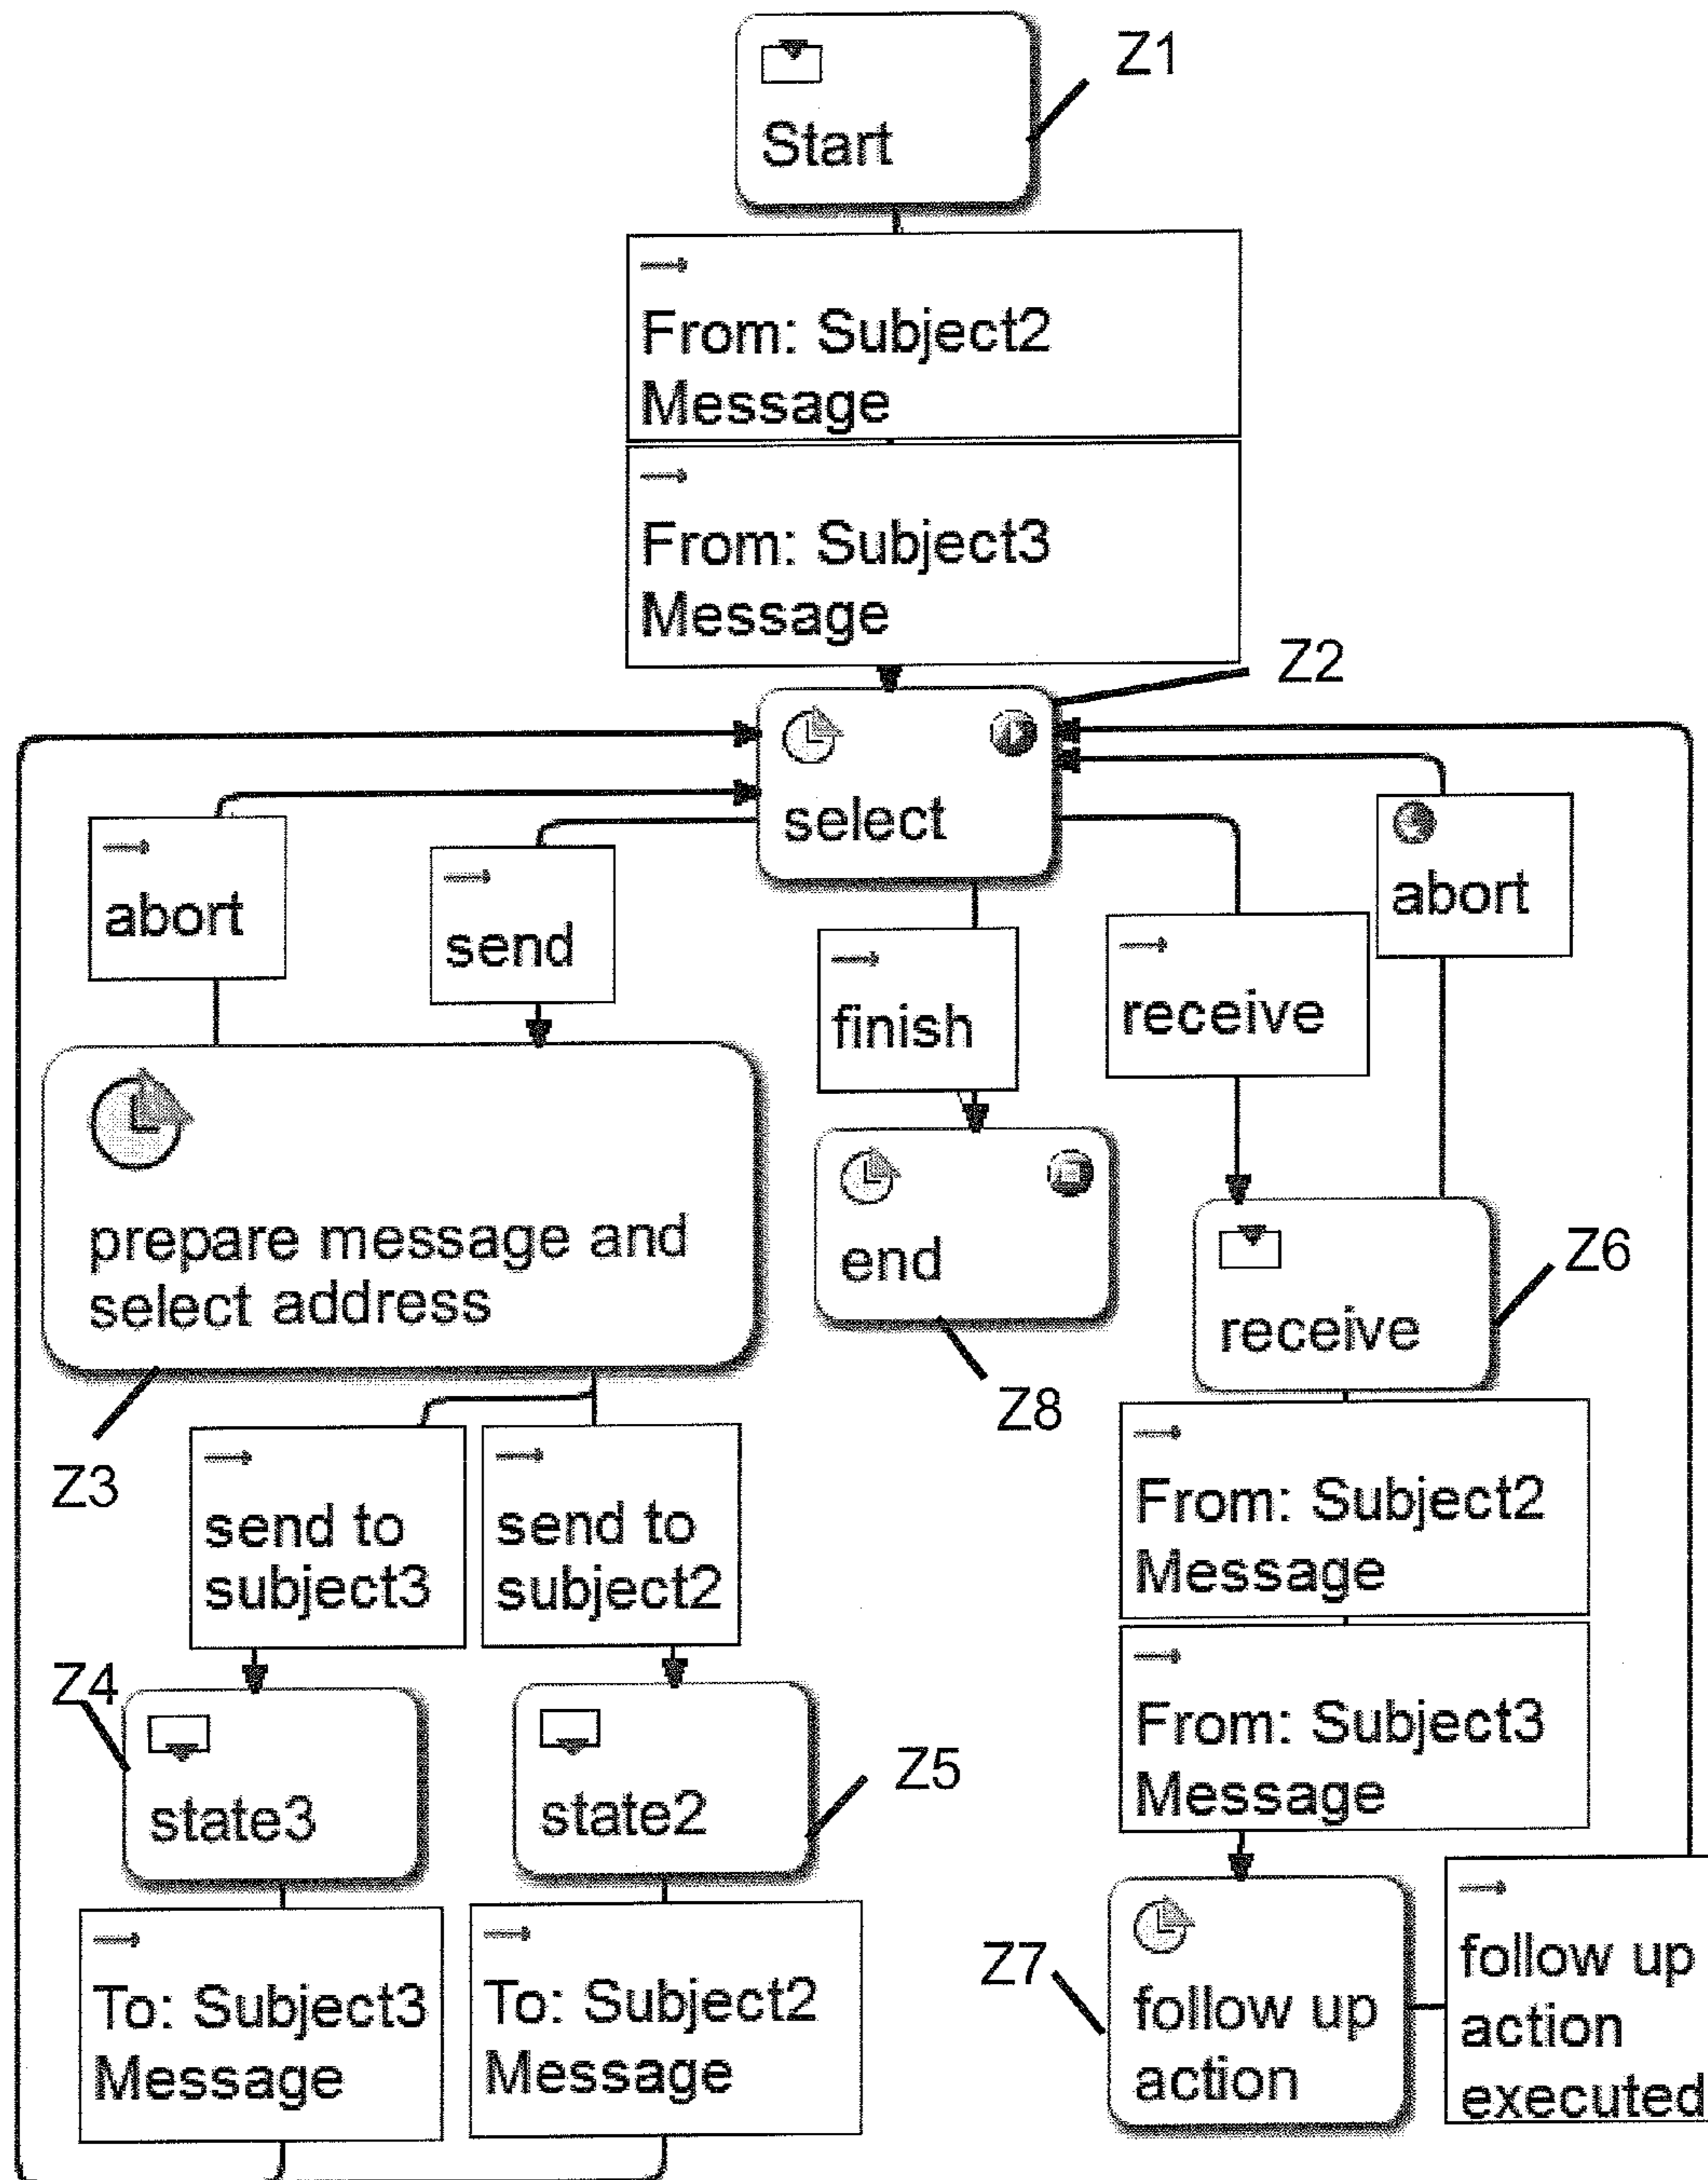 Z1
Start
From: Subject2
Message
From: Subject3
Message
Z2
select
abort
abort
send
finish
receive
prepare message and
select address
end
Z6
receive
Z8
Z3
send to
subject3
send to
subject2
From: Subject2
Message
Z4
From: Subject3
Message
state3
state2
Z5
To: Subject3
Message
To: Subject2
Message
Z7
follow up
action
follow up
action
executed